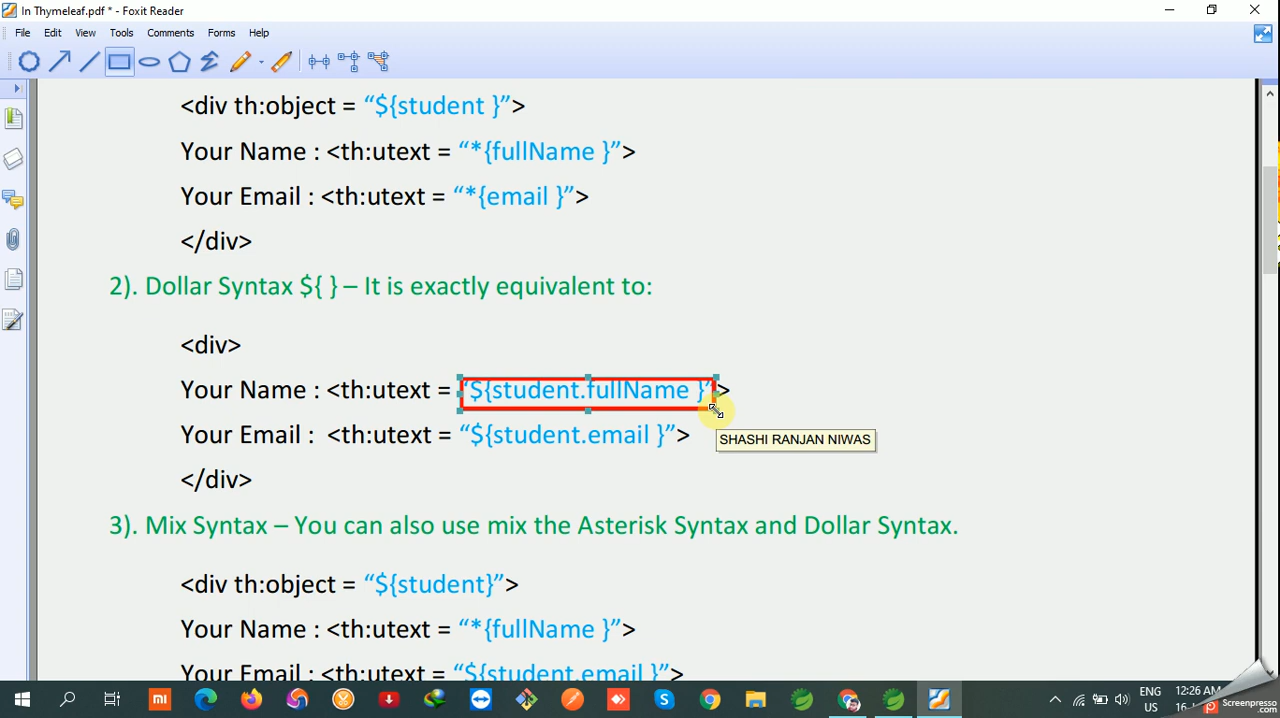 In Thymeleaf.pdf * - Foxit Reader
File Edit View Tools Comments Forms Help
<div th:object = “${student }”>
Your Name : <th:utext = “*{fullName }”>
Your Email : <th:utext = “*{email }”>
</div>
2). Dollar Syntax ${ } – It is exactly equivalent to:
<div>
Your Name : <th:utext = “${student.fullName }”>
Your Email :  <th:utext = “${student.email }”>
SHASHI RANJAN NIWAS
</div>
3). Mix Syntax – You can also use mix the Asterisk Syntax and Dollar Syntax.
<div th:object = “${student}”>
Your Name : <th:utext = “*{fullName }”>
Your Email : <th:utext = “${student.email }”>
ENG
US
12:26 AM
Screenpresso
.com